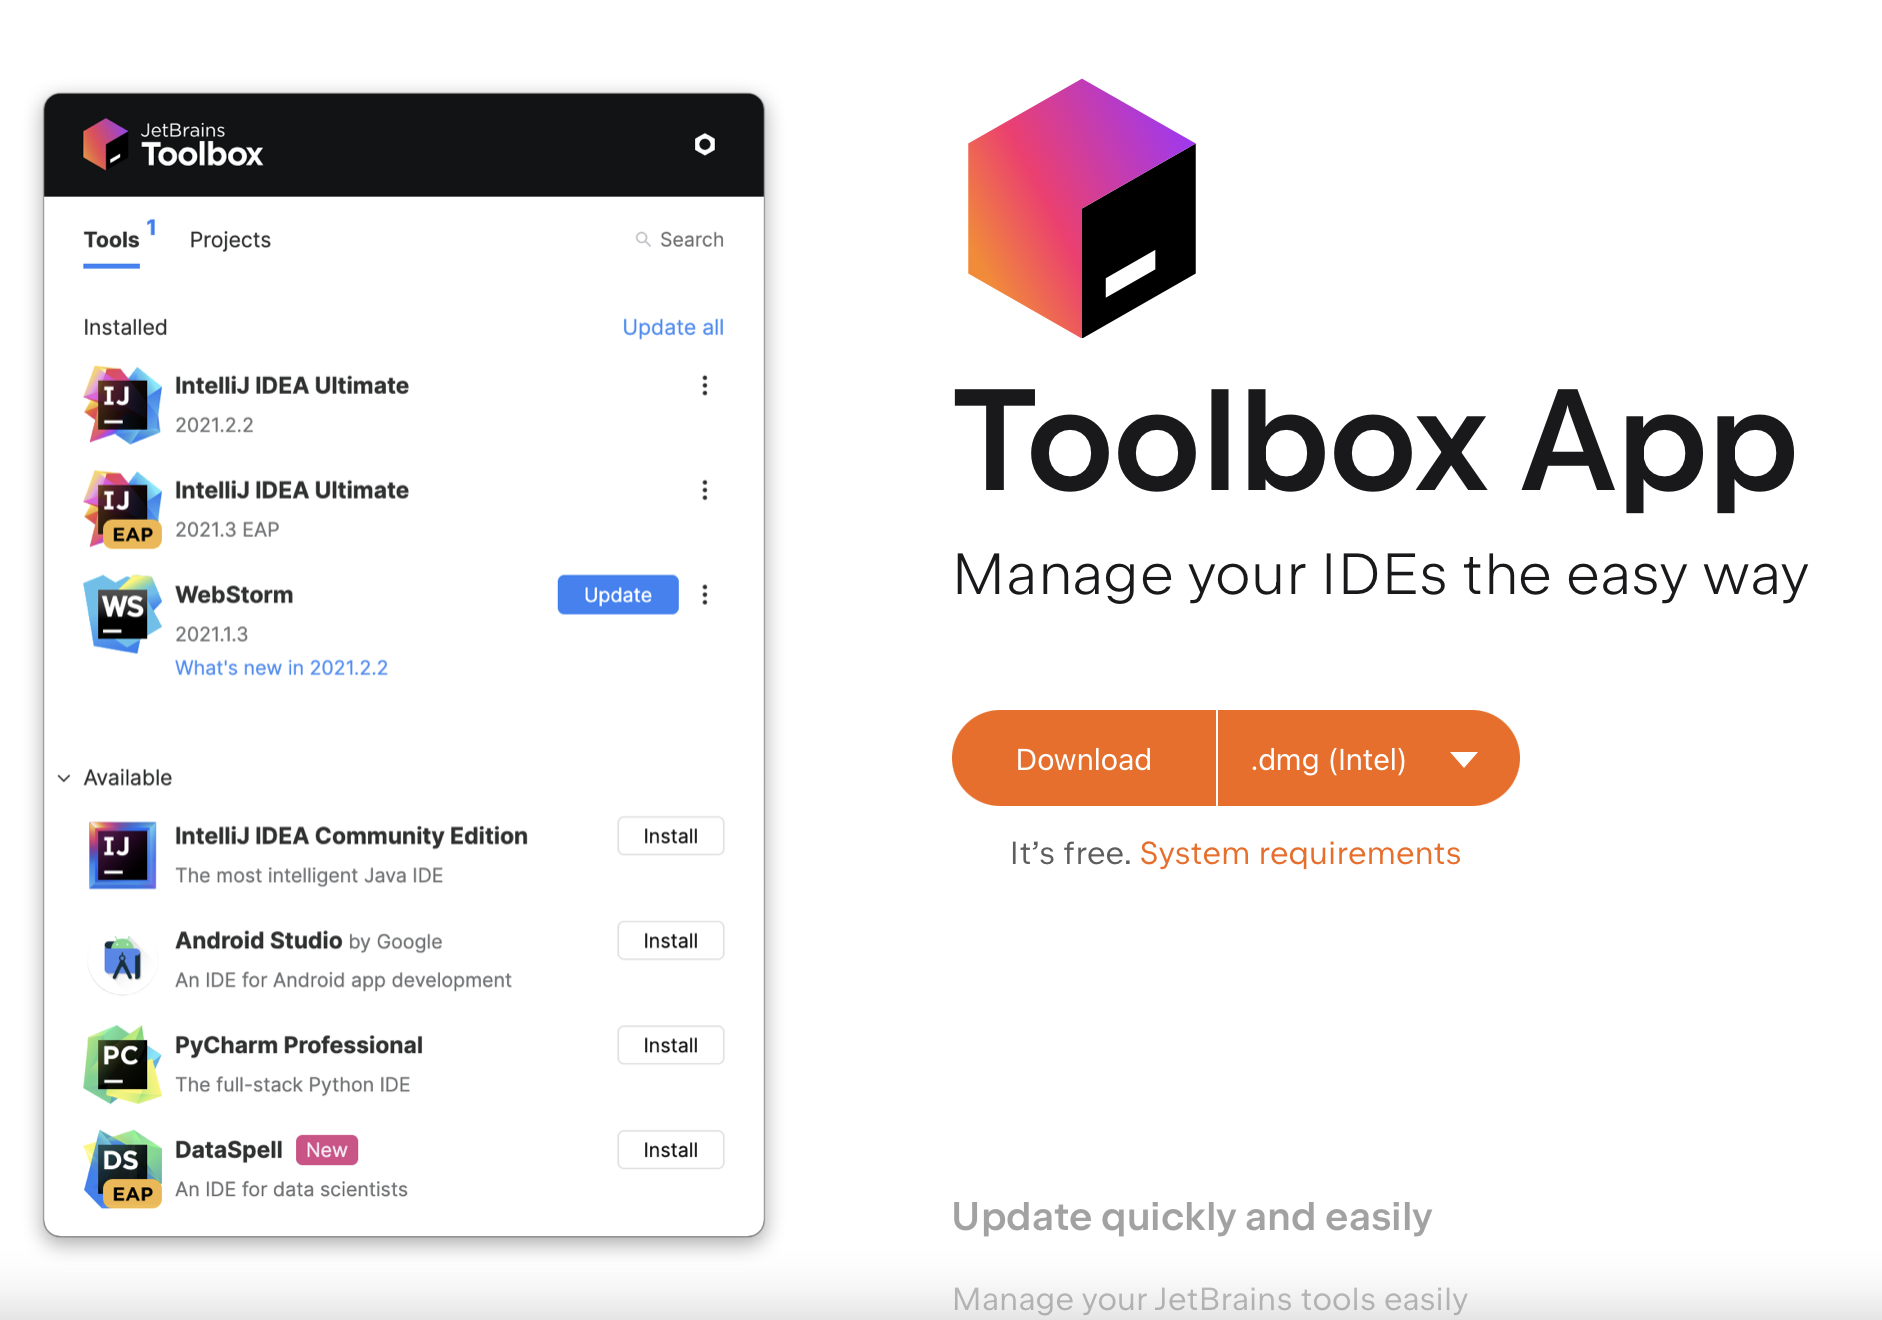 JetBrains
Toolbox
Tools 1
Projects
Search
Installed
Update all
IJ
IntelliJ IDEA Ultimate
2021.2.2
IJ
EAP
IntelliJ IDEA Ultimate
2021.3 EAP
WS
WebStorm
2021.1.3
What's new in 2021.2.2
Update
Available
IJ
IntelliJ IDEA Community Edition
The most intelligent Java IDE
Install
Android Studio by Google
An IDE for Android app development
Install
PC
PyCharm Professional
The full-stack Python IDE
Install
DS
EAP
DataSpell New
An IDE for data scientists
Install
Toolbox App
Manage your IDEs the easy way
Download
.dmg (Intel)
It's free. System requirements
Update quickly and easily
Manage your JetBrains tools easily